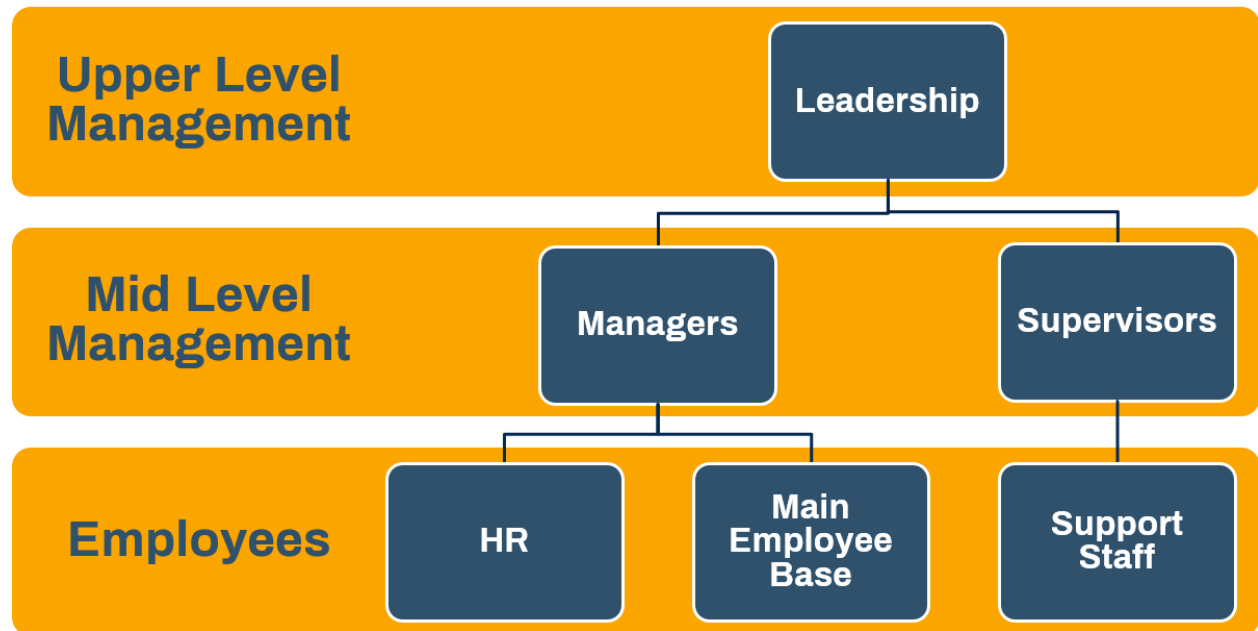 Upper Level
Management
Leadership
Mid Level
Management
Managers
Supervisors
Employees
HR
Main
Employee
Base
Support
Staff